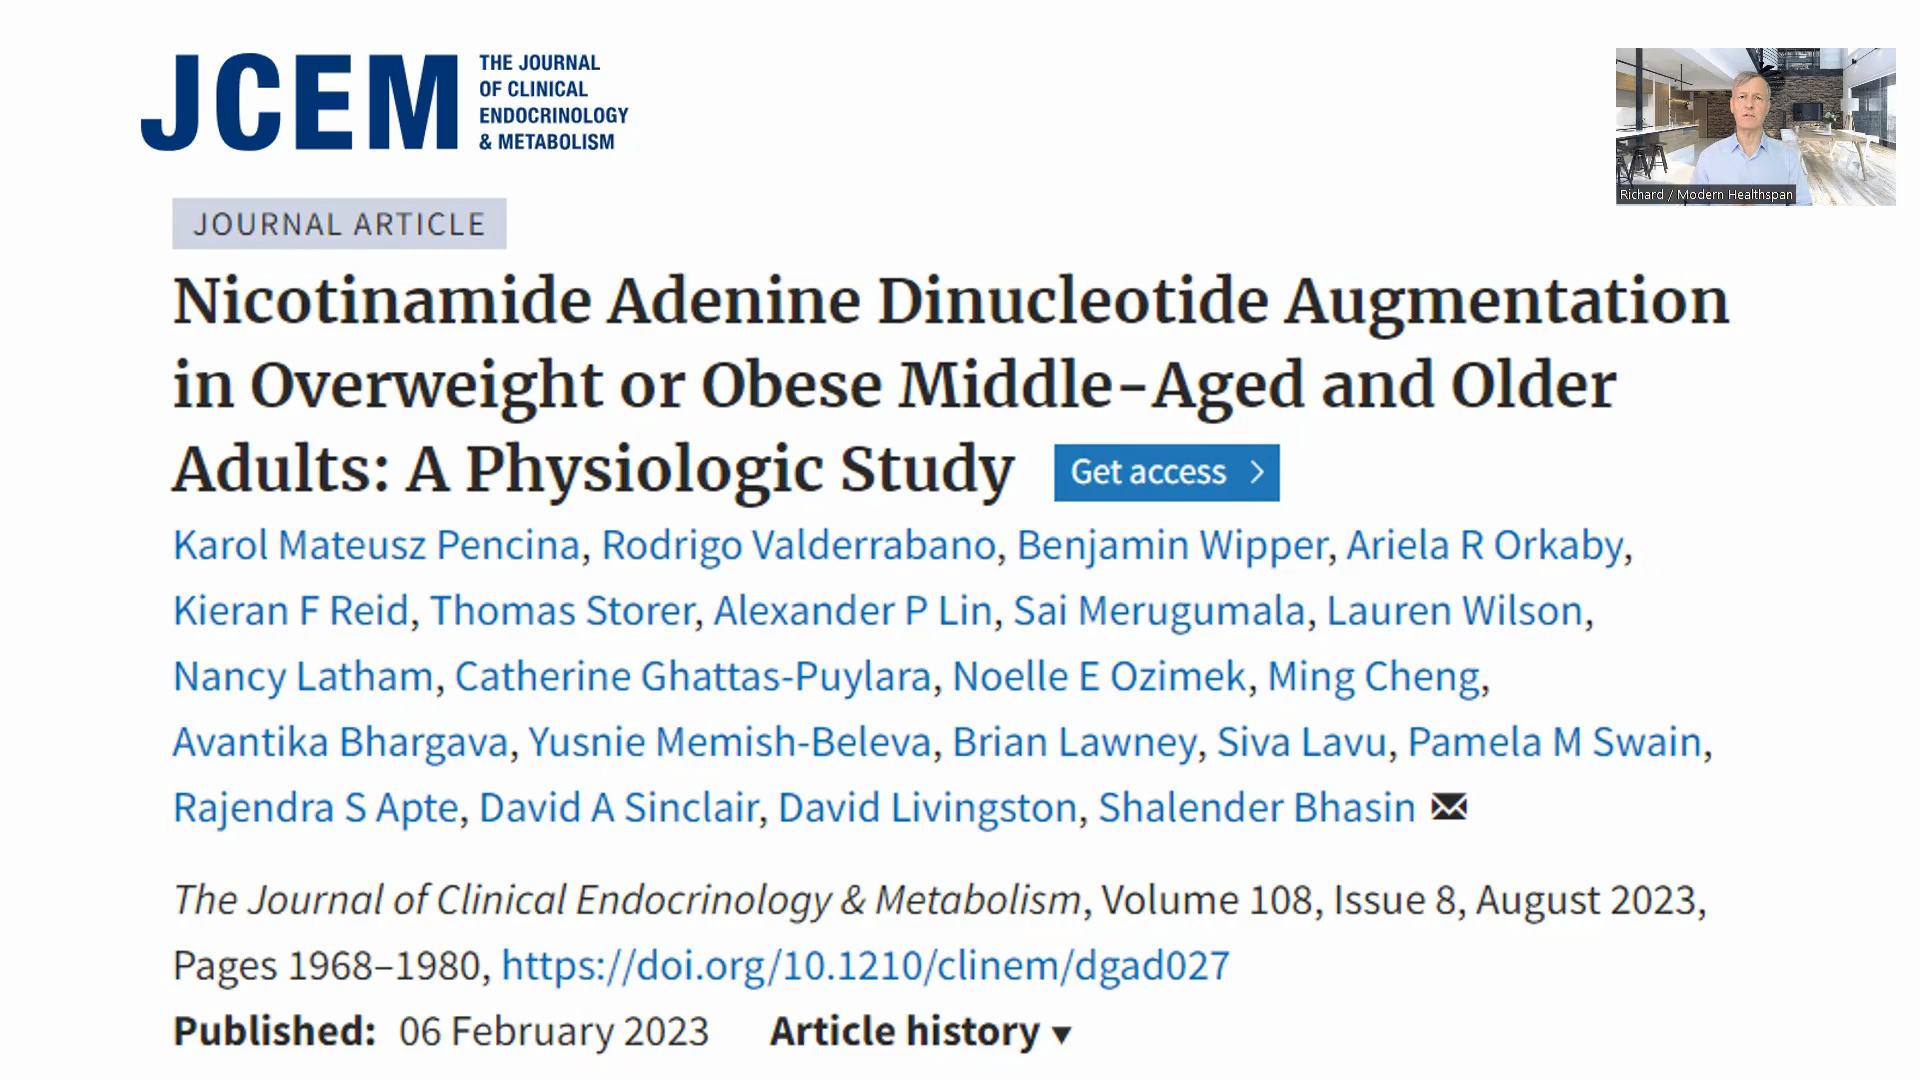 JCEM
THE JOURNAL
OF CLINICAL
ENDOCRINOLOGY
& METABOLISM
Richard / Modern Healthspan
JOURNAL ARTICLE
Nicotinamide Adenine Dinucleotide Augmentation
in Overweight or Obese Middle-Aged and Older
Adults: A Physiologic Study
Get access >
Karol Mateusz Pencina, Rodrigo Valderrabano, Benjamin Wipper, Ariela R Orkaby,
Kieran F Reid, Thomas Storer, Alexander P Lin, Sai Merugumala, Lauren Wilson,
Nancy Latham, Catherine Ghattas-Puylara, Noelle E Ozimek, Ming Cheng,
Avantika Bhargava, Yusnie Memish-Beleva, Brian Lawney, Siva Lavu, Pamela M Swain,
Rajendra S Apte, David A Sinclair, David Livingston, Shalender Bhasin
The Journal of Clinical Endocrinology & Metabolism, Volume 108, Issue 8, August 2023,
Pages 1968–1980, https://doi.org/10.1210/clinem/dgad027
Published: 06 February 2023 Article history ▼